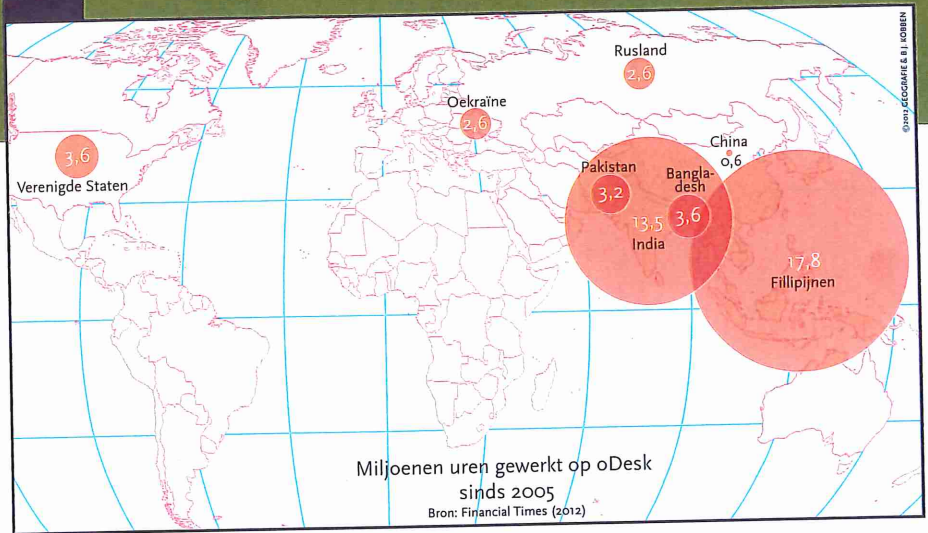 ©2012 GEOGRAFIE & B.J. KÖBBEN
Rusland
2,6
Oekraïne
2,6
3,6
Verenigde Staten
China
0,6
Pakistan
3,2
Bangla-
desh
3,6
13,5
India
17,8
Fillipijnen
Miljoenen uren gewerkt op oDesk
sinds 2005
Bron: Financial Times (2012)